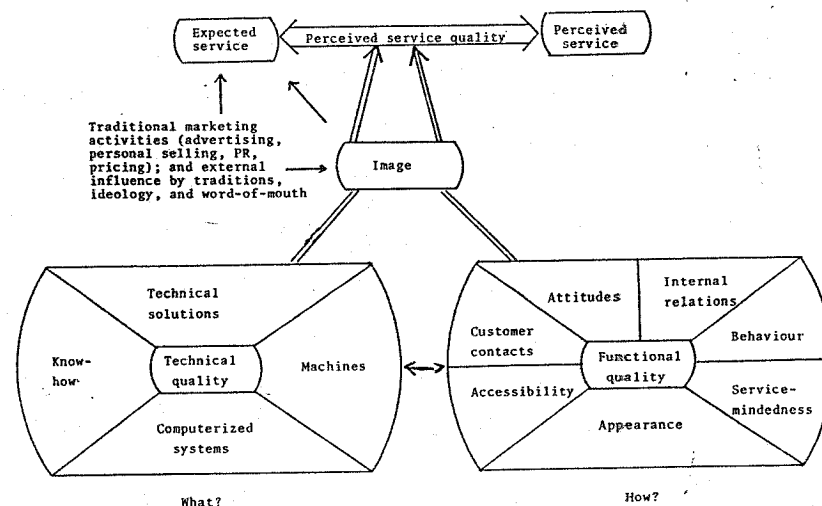 Expected
service
Perceived service quality
Perceived
service
Traditional marketing
activities (advertising,
personal selling, PR,
pricing); and external
influence by traditions,
ideology, and word-of-mouth
Image
Technical
solutions
Know-
how
Technical
quality
Machines
Computerized
systems
What?
Attitudes
Internal
relations
Customer
contacts
Behaviour
Functional
quality
Accessibility
Service-
mindedness
Appearance
How?